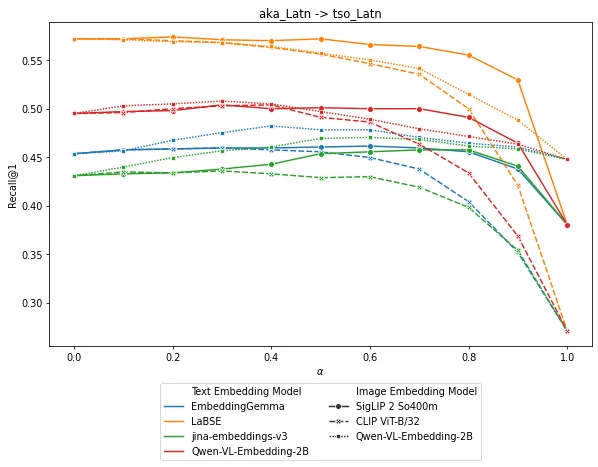 aka_Latn -> tso_Latn
Recall@1
0.55
0.50
0.45
0.40
0.35
0.30
0.0
0.2
0.4
0.6
0.8
1.0
α
Text Embedding Model
EmbeddingGemma
LaBSE
jina-embeddings-v3
Qwen-VL-Embedding-2B
Image Embedding Model
SigLIP 2 So400m
CLIP ViT-B/32
Qwen-VL-Embedding-2B